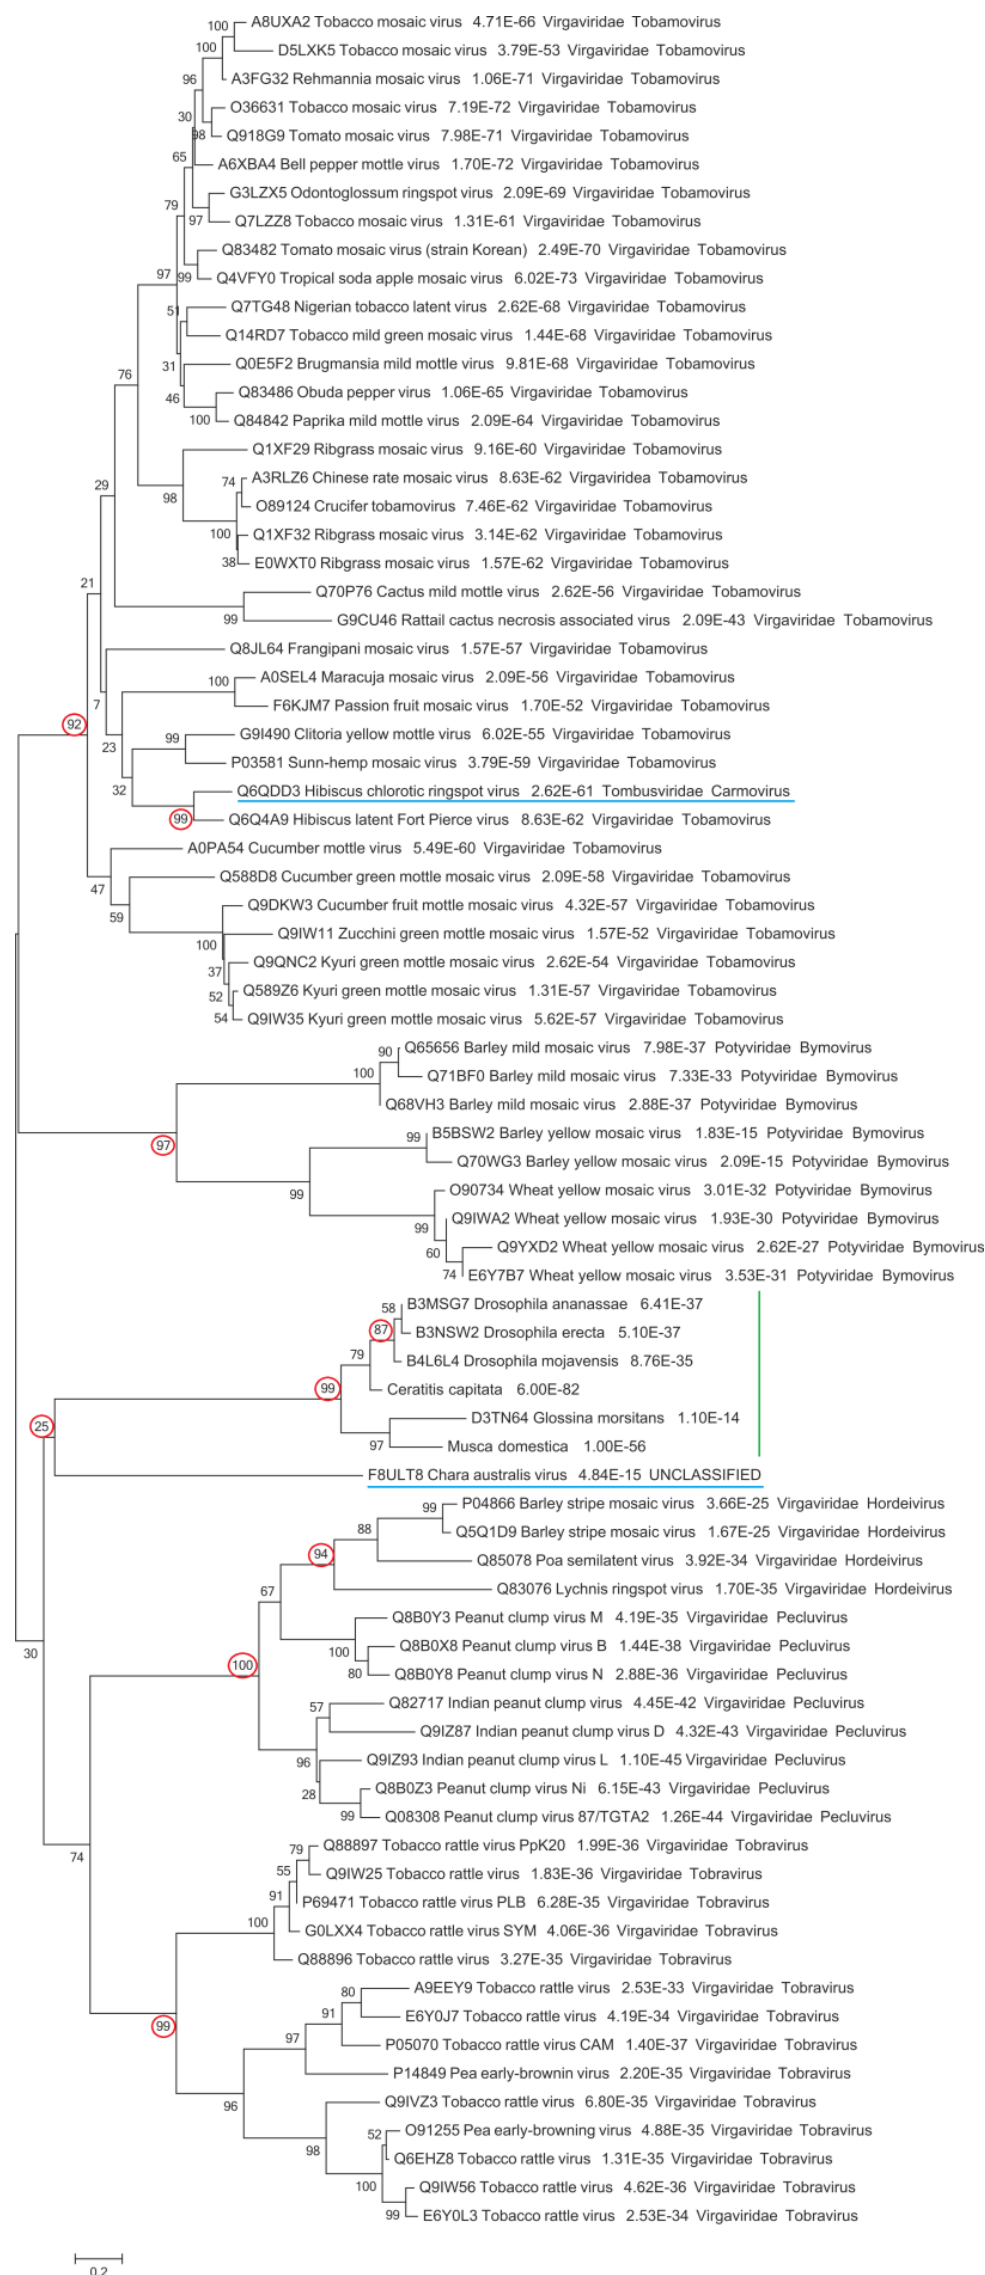 100 A8UXA2 Tobacco mosaic virus 4.71E-66 Virgaviridae Tobamovirus
100 D5LXK5 Tobacco mosaic virus 3.79E-53 Virgaviridae Tobamovirus
96 A3FG32 Rehmannia mosaic virus 1.06E-71 Virgaviridae Tobamovirus
O36631 Tobacco mosaic virus 7.19E-72 Virgaviridae Tobamovirus
30 98 Q918G9 Tomato mosaic virus 7.98E-71 Virgaviridae Tobamovirus
65 A6XBA4 Bell pepper mottle virus 1.70E-72 Virgaviridae Tobamovirus
G3LZX5 Odontoglossum ringspot virus 2.09E-69 Virgaviridae Tobamovirus
79 97 Q7LZZ8 Tobacco mosaic virus 1.31E-61 Virgaviridae Tobamovirus
Q83482 Tomato mosaic virus (strain Korean) 2.49E-70 Virgaviridae Tobamovirus
97 99 Q4VFY0 Tropical soda apple mosaic virus 6.02E-73 Virgaviridae Tobamovirus
51 Q7TG48 Nigerian tobacco latent virus 2.62E-68 Virgaviridae Tobamovirus
Q14RD7 Tobacco mild green mosaic virus 1.44E-68 Virgaviridae Tobamovirus
31 Q0E5F2 Brugmansia mild mottle virus 9.81E-68 Virgaviridae Tobamovirus
76 46 Q83486 Obuda pepper virus 1.06E-65 Virgaviridae Tobamovirus
100 Q84842 Paprika mild mottle virus 2.09E-64 Virgaviridae Tobamovirus
Q1XF29 Ribgrass mosaic virus 9.16E-60 Virgaviridae Tobamovirus
29 98 74 A3RLZ6 Chinese rate mosaic virus 8.63E-62 Virgaviridea Tobamovirus
O89124 Crucifer tobamovirus 7.46E-62 Virgaviridae Tobamovirus
100 Q1XF32 Ribgrass mosaic virus 3.14E-62 Virgaviridae Tobamovirus
38 E0WXT0 Ribgrass mosaic virus 1.57E-62 Virgaviridae Tobamovirus
21 Q70P76 Cactus mild mottle virus 2.62E-56 Virgaviridae Tobamovirus
99 G9CU46 Rattail cactus necrosis associated virus 2.09E-43 Virgaviridae Tobamovirus
Q8JL64 Frangipani mosaic virus 1.57E-57 Virgaviridae Tobamovirus
100 A0SEL4 Maracuja mosaic virus 2.09E-56 Virgaviridae Tobamovirus
7 F6KJM7 Passion fruit mosaic virus 1.70E-52 Virgaviridae Tobamovirus
92 23 99 G9I490 Clitoria yellow mottle virus 6.02E-55 Virgaviridae Tobamovirus
P03581 Sunn-hemp mosaic virus 3.79E-59 Virgaviridae Tobamovirus
32 Q6QDD3 Hibiscus chlorotic ringspot virus 2.62E-61 Tombusviridae Carmovirus
99 Q6Q4A9 Hibiscus latent Fort Pierce virus 8.63E-62 Virgaviridae Tobamovirus
A0PA54 Cucumber mottle virus 5.49E-60 Virgaviridae Tobamovirus
47 Q588D8 Cucumber green mottle mosaic virus 2.09E-58 Virgaviridae Tobamovirus
59 Q9DKW3 Cucumber fruit mottle mosaic virus 4.32E-57 Virgaviridae Tobamovirus
100 Q9IW11 Zucchini green mottle mosaic virus 1.57E-52 Virgaviridae Tobamovirus
37 Q9QNC2 Kyuri green mottle mosaic virus 2.62E-54 Virgaviridae Tobamovirus
52 Q589Z6 Kyuri green mottle mosaic virus 1.31E-57 Virgaviridae Tobamovirus
54 Q9IW35 Kyuri green mottle mosaic virus 5.62E-57 Virgaviridae Tobamovirus
90 Q65656 Barley mild mosaic virus 7.98E-37 Potyviridae Bymovirus
100 Q71BF0 Barley mild mosaic virus 7.33E-33 Potyviridae Bymovirus
Q68VH3 Barley mild mosaic virus 2.88E-37 Potyviridae Bymovirus
97 99 B5BSW2 Barley yellow mosaic virus 1.83E-15 Potyviridae Bymovirus
Q70WG3 Barley yellow mosaic virus 2.09E-15 Potyviridae Bymovirus
99 O90734 Wheat yellow mosaic virus 3.01E-32 Potyviridae Bymovirus
99 Q9IWA2 Wheat yellow mosaic virus 1.93E-30 Potyviridae Bymovirus
60 Q9YXD2 Wheat yellow mosaic virus 2.62E-27 Potyviridae Bymovirus
74 E6Y7B7 Wheat yellow mosaic virus 3.53E-31 Potyviridae Bymovirus
58 B3MSG7 Drosophila ananassae 6.41E-37
87 B3NSW2 Drosophila erecta 5.10E-37
79 B4L6L4 Drosophila mojavensis 8.76E-35
99 Ceratitis capitata 6.00E-82
25 D3TN64 Glossina morsitans 1.10E-14
97 Musca domestica 1.00E-56
F8ULT8 Chara australis virus 4.84E-15 UNCLASSIFIED
99 P04866 Barley stripe mosaic virus 3.66E-25 Virgaviridae Hordeivirus
88 Q5Q1D9 Barley stripe mosaic virus 1.67E-25 Virgaviridae Hordeivirus
94 Q85078 Poa semilatent virus 3.92E-34 Virgaviridae Hordeivirus
67 Q83076 Lychnis ringspot virus 1.70E-35 Virgaviridae Hordeivirus
Q8B0Y3 Peanut clump virus M 4.19E-35 Virgaviridae Pecluvirus
30 100 Q8B0X8 Peanut clump virus B 1.44E-38 Virgaviridae Pecluvirus
100 80 Q8B0Y8 Peanut clump virus N 2.88E-36 Virgaviridae Pecluvirus
57 Q82717 Indian peanut clump virus 4.45E-42 Virgaviridae Pecluvirus
Q9IZ87 Indian peanut clump virus D 4.32E-43 Virgaviridae Pecluvirus
96 Q9IZ93 Indian peanut clump virus L 1.10E-45 Virgaviridae Pecluvirus
28 Q8B0Z3 Peanut clump virus Ni 6.15E-43 Virgaviridae Pecluvirus
99 Q08308 Peanut clump virus 87/TGTA2 1.26E-44 Virgaviridae Pecluvirus
74 79 Q88897 Tobacco rattle virus PpK20 1.99E-36 Virgaviridae Tobravirus
55 Q9IW25 Tobacco rattle virus 1.83E-36 Virgaviridae Tobravirus
91 P69471 Tobacco rattle virus PLB 6.28E-35 Virgaviridae Tobravirus
100 G0LXX4 Tobacco rattle virus SYM 4.06E-36 Virgaviridae Tobravirus
Q88896 Tobacco rattle virus 3.27E-35 Virgaviridae Tobravirus
80 A9EEY9 Tobacco rattle virus 2.53E-33 Virgaviridae Tobravirus
99 91 E6Y0J7 Tobacco rattle virus 4.19E-34 Virgaviridae Tobravirus
97 P05070 Tobacco rattle virus CAM 1.40E-37 Virgaviridae Tobravirus
P14849 Pea early-brownin virus 2.20E-35 Virgaviridae Tobravirus
96 Q9IVZ3 Tobacco rattle virus 6.80E-35 Virgaviridae Tobravirus
52 O91255 Pea early-browning virus 4.88E-35 Virgaviridae Tobravirus
98 Q6EHZ8 Tobacco rattle virus 1.31E-35 Virgaviridae Tobravirus
100 Q9IW56 Tobacco rattle virus 4.62E-36 Virgaviridae Tobravirus
99 E6Y0L3 Tobacco rattle virus 2.53E-34 Virgaviridae Tobravirus
0.2